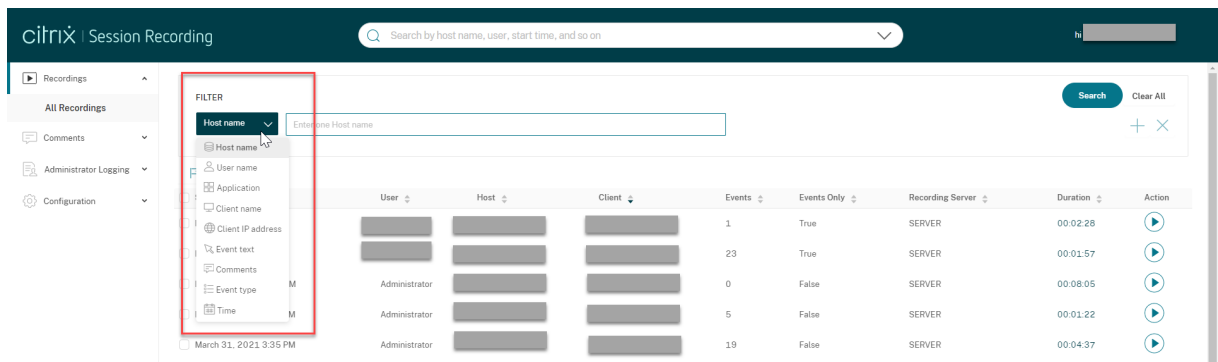 citrix | Session Recording
Search by host name, user, start time, and so on
hi
Recordings
All Recordings
Comments
Administrator Logging
Configuration
FILTER
Search Clear All
Host name
Enter one Host name
Host name
User name
Application
Client name
Client IP address
Event text
Comments
Event type
Time
User Host Client Events Events Only Recording Server Duration Action
1 True SERVER 00:02:28
23 True SERVER 00:01:57
M Administrator 0 False SERVER 00:08:05
M Administrator 5 False SERVER 00:01:22
March 31, 2021 3:35 PM Administrator 19 False SERVER 00:04:37